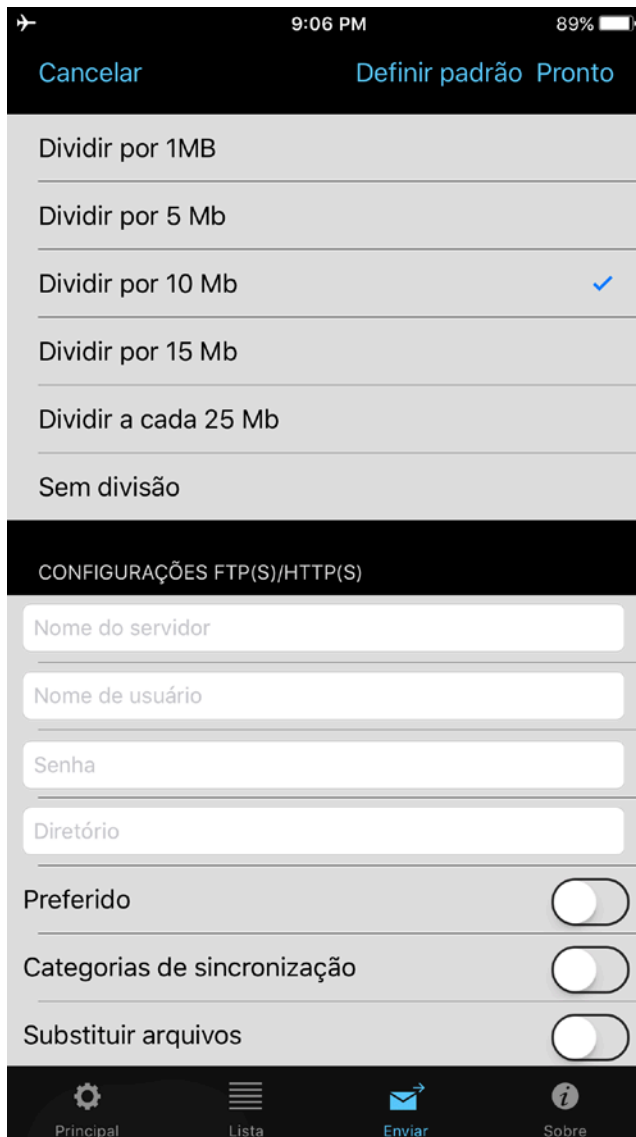 9:06 PM 89%
Cancelar Definir padrão Pronto
Dividir por 1MB
Dividir por 5 Mb
Dividir por 10 Mb
Dividir por 15 Mb
Dividir a cada 25 Mb
Sem divisão
CONFIGURAÇÕES FTP(S)/HTTP(S)
Nome do servidor
Nome de usuário
Senha
Diretório
Preferido
Categorias de sincronização
Substituir arquivos
Principal Lista Enviar Sobre